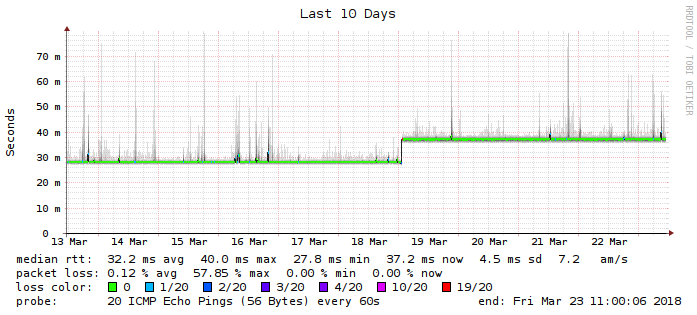 Last 10 Days
RRDTOOL / TOBI OETIKER
Seconds
70 m
60 m
50 m
40 m
30 m
20 m
10 m
0
13 Mar 14 Mar 15 Mar 16 Mar 17 Mar 18 Mar 19 Mar 20 Mar 21 Mar 22 Mar
median rtt: 32.2 ms avg 40.0 ms max 27.8 ms min 37.2 ms now 4.5 ms sd 7.2 am/s
packet loss: 0.12 % avg 57.85 % max 0.00 % min 0.00 % now
loss color: 0 1/20 2/20 3/20 4/20 10/20 19/20
probe: 20 ICMP Echo Pings (56 Bytes) every 60s end: Fri Mar 23 11:00:06 2018